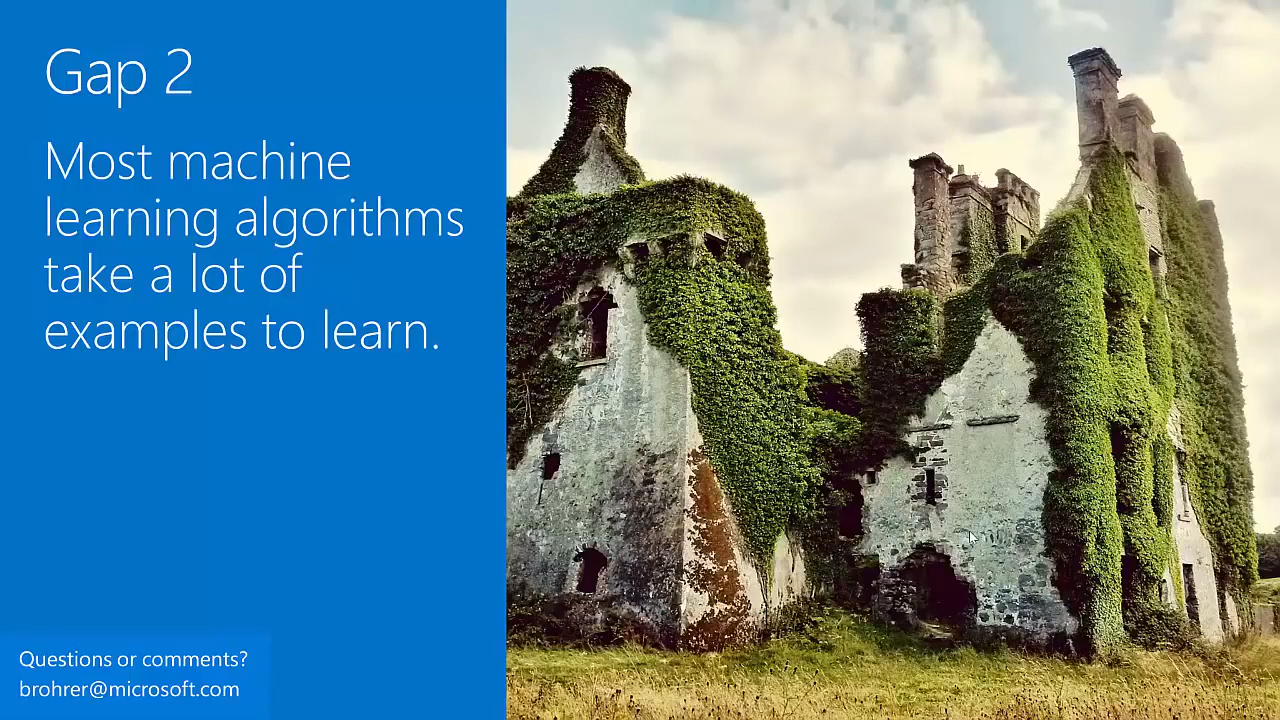 Gap 2
Most machine
learning algorithms
take a lot of
examples to learn.
Questions or comments?
brohrer@microsoft.com